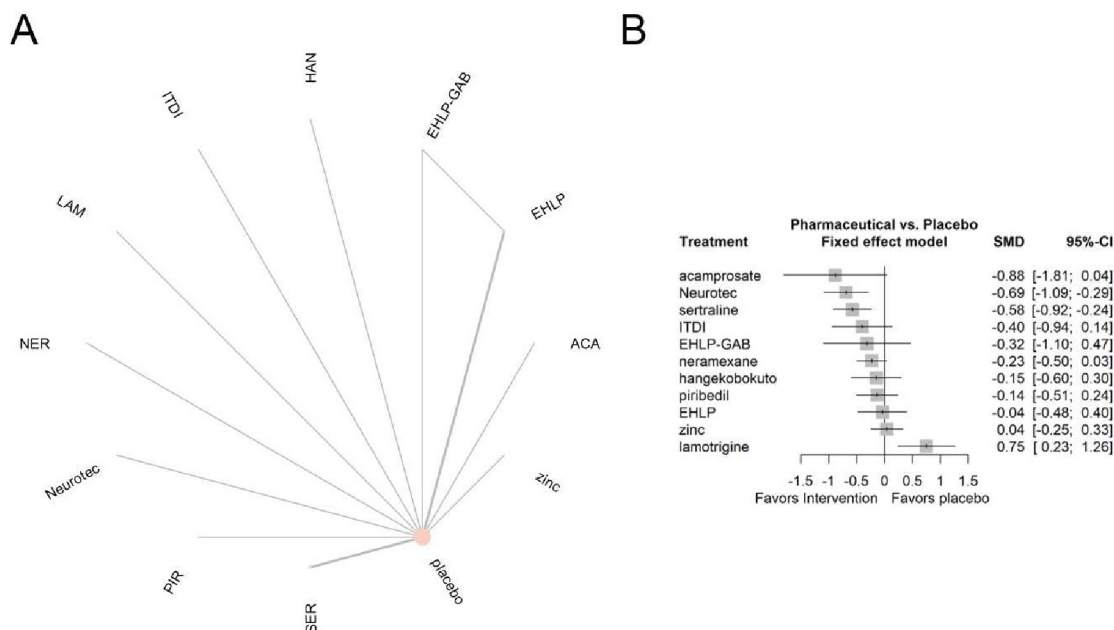 A
HAN
ITDI
EHLP-GAB
LAM
EHLP
NER
ACA
Neurotec
zinc
PIR
SER
placebo
B
Pharmaceutical vs. Placebo
Treatment Fixed effect model SMD 95%-CI
acamprosate -0.88 [-1.81; 0.04]
Neurotec -0.69 [-1.09; -0.29]
sertraline -0.58 [-0.92; -0.24]
ITDI -0.40 [-0.94; 0.14]
EHLP-GAB -0.32 [-1.10; 0.47]
neramexane -0.23 [-0.50; 0.03]
hangekobokuto -0.15 [-0.60; 0.30]
piribedil -0.14 [-0.51; 0.24]
EHLP -0.04 [-0.48; 0.40]
zinc 0.04 [-0.25; 0.33]
lamotrigine 0.75 [ 0.23; 1.26]
-1.5 -1 -0.5 0 0.5 1 1.5
Favors Intervention Favors placebo